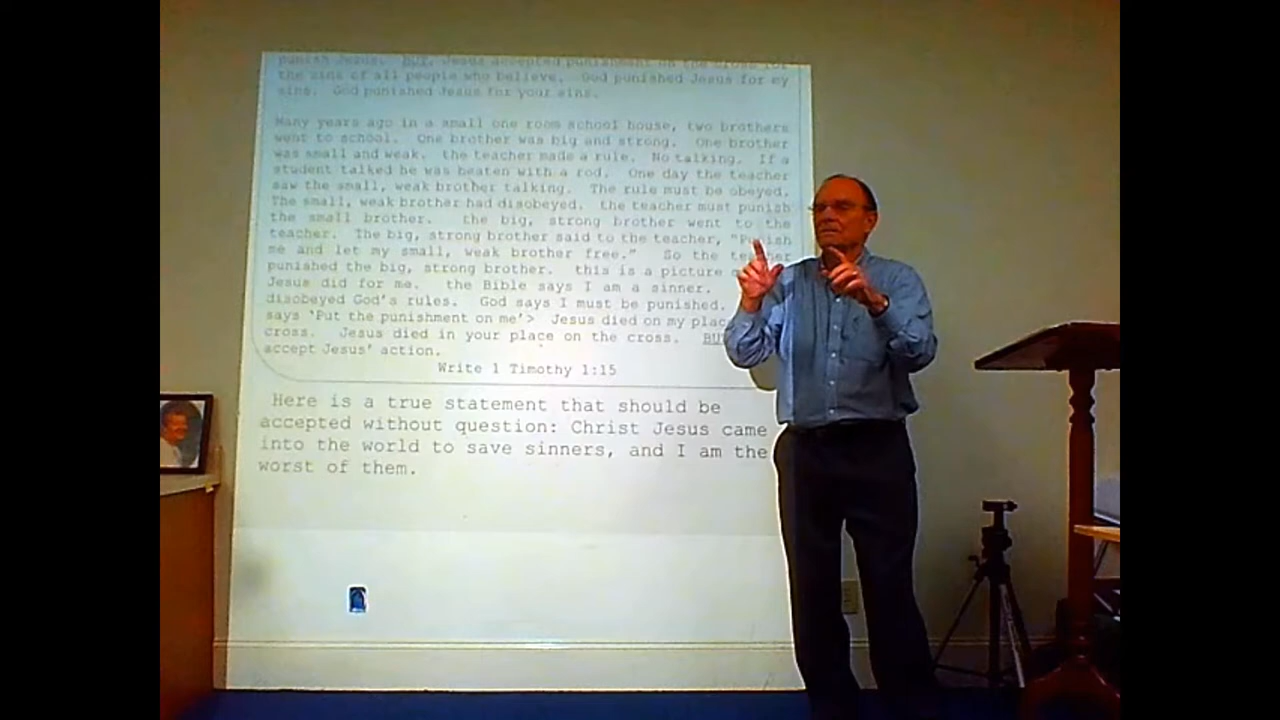 punish Jesus. BUT, Jesus accepted punishment on the cross for
the sins of all people who believe. God punished Jesus for my
sins. God punished Jesus for your sins.
Many years ago in a small one room school house, two brothers
went to school. One brother was big and strong. One brother
was small and weak. the teacher made a rule. No talking. If a
student talked he was beaten with a rod. One day the teacher
saw the small, weak brother talking. The rule must be obeyed.
The small, weak brother had disobeyed. the teacher must punish
the small brother. the big, strong brother went to the
teacher. The big, strong brother said to the teacher, "Punish
me and let my small, weak brother free." So the teacher
punished the big, strong brother. this is a picture
Jesus did for me. the Bible says I am a sinner.
disobeyed God's rules. God says I must be punished.
says 'Put the punishment on me'> Jesus died on my
cross. Jesus died in your place on the cross. BUT
accept Jesus' action.
Write 1 Timothy 1:15
Here is a true statement that should be
accepted without question: Christ Jesus came
into the world to save sinners, and I am the
worst of them.